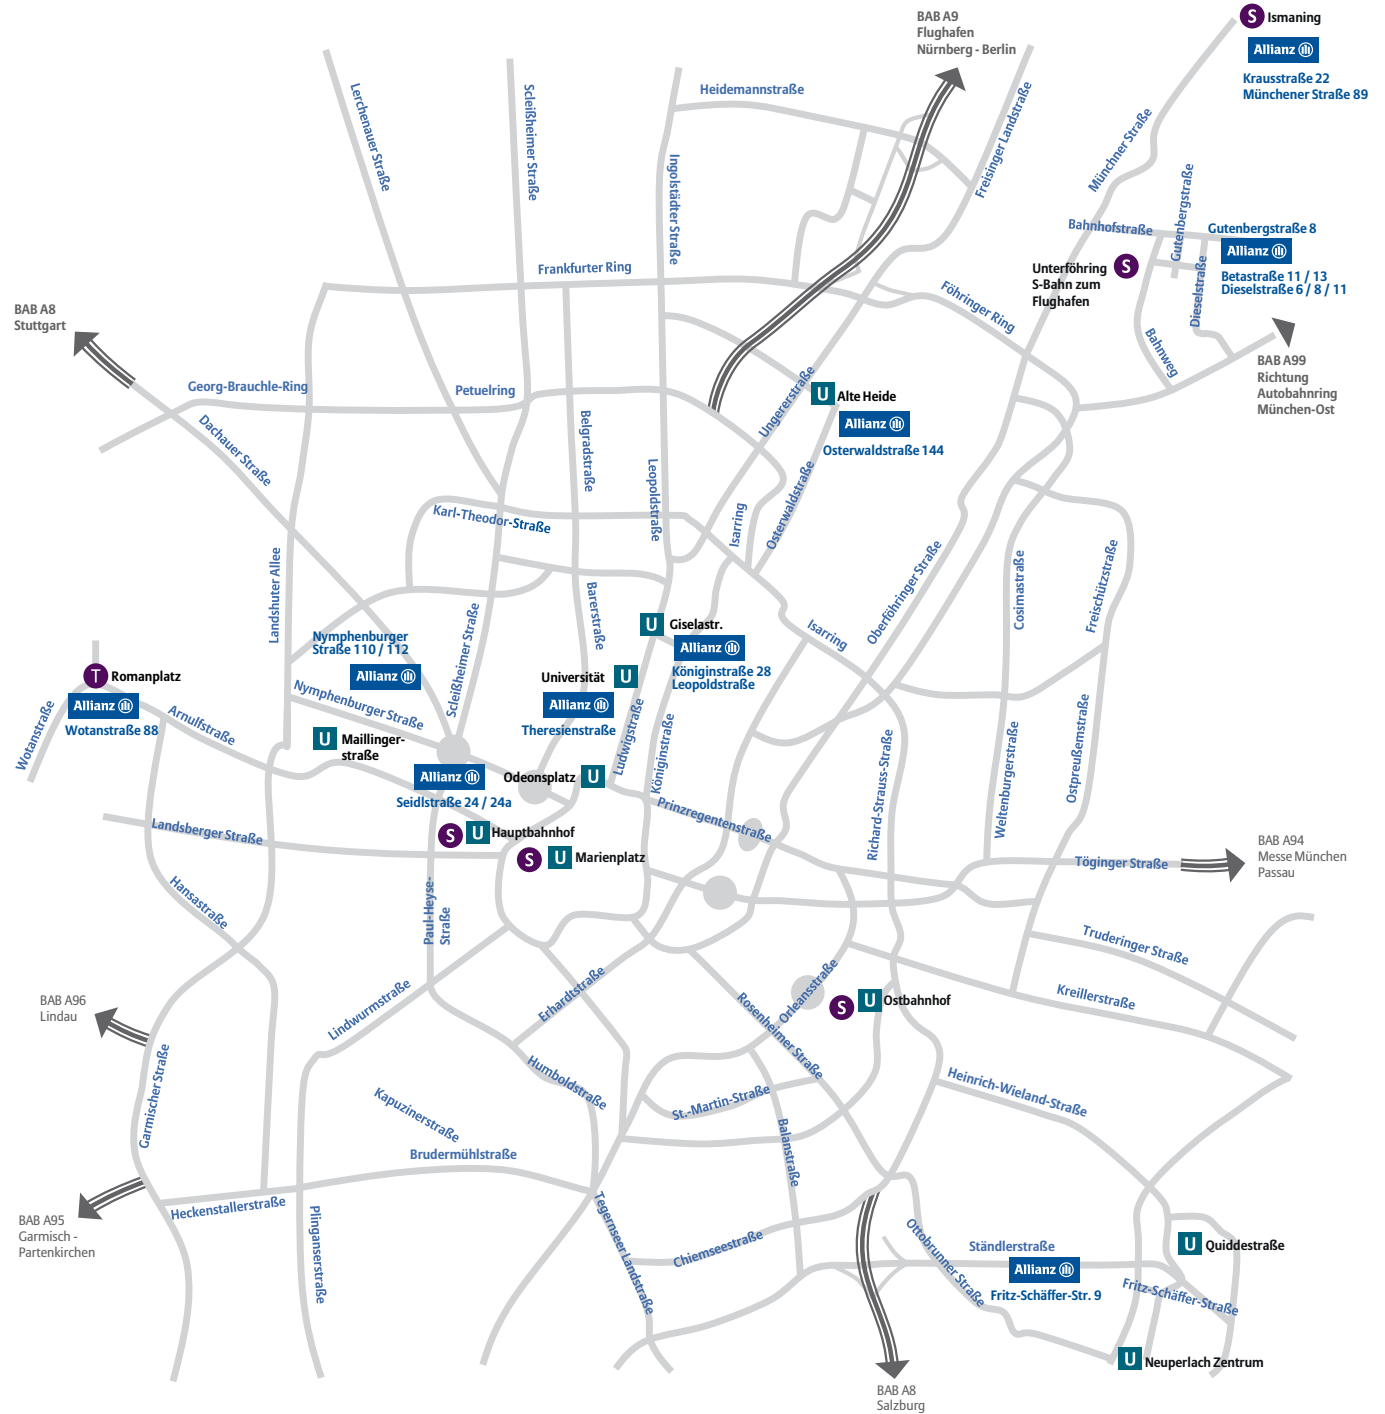 BAB A9
Flughafen
Nürnberg - Berlin
S Ismaning
Allianz
Krausstraße 22
Münchener Straße 89
Heidemannstraße
Lerchenauer Straße
Scleißheimer Straße
Ingolstädter Straße
Freisinger Landstraße
Münchner Straße
Gutenbergstraße
Bahnhofstraße
Gutenbergstraße 8
Allianz
Betastraße 11 / 13
Dieselstraße 6 / 8 / 11
Unterföhring S
S-Bahn zum
Flughafen
Dieselstraße
Bahnweg
Frankfurter Ring
Föhringer Ring
BAB A8
Stuttgart
BAB A99
Richtung
Autobahnring
München-Ost
Georg-Brauchle-Ring
Petuelring
Dachauer Straße
Belgradstraße
Leopoldstraße
Ungererstraße
U Alte Heide
Allianz
Osterwaldstraße 144
Osterwaldstraße
Isarring
Karl-Theodor-Straße
Landshuter Allee
Scleißheimer Straße
Barerstraße
Oberföhringer Straße
Cosimastraße
Freischützstraße
Isarring
U Giselastr.
Allianz
Königinstraße 28
Leopoldstraße
Nymphenburger
Straße 110 / 112
Allianz
Nymphenburger Straße
Universität U
Allianz
Theresienstraße
T Romanplatz
Allianz
Wotanstraße 88
Wotanstraße
Arnulfstraße
U Maillinger-
straße
Allianz
Seidlstraße 24 / 24a
Odeonsplatz U
Ludwigstraße
Königinstraße
Prinzregentenstraße
Richard-Strauss-Straße
Weltenburgerstraße
Ostpreußemstraße
Landsberger Straße
S U Hauptbahnhof
S U Marienplatz
Töginger Straße
BAB A94
Messe München
Passau
Hansastraße
Paul-Heyse-
Straße
Truderinger Straße
Kreillerstraße
BAB A96
Lindau
Lindwurmstraße
Erhardtstraße
Rosenheimer Straße
Orleansstraße
S U Ostbahnhof
Garmischer Straße
Humboldstraße
Kapuzinerstraße
Brudermühlstraße
St.-Martin-Straße
Balanstraße
Heinrich-Wieland-Straße
BAB A95
Garmisch -
Partenkirchen
Heckenstallerstraße
Plinganserstraße
Tegernseer Landstraße
Chiemseestraße
Ottobrunner Straße
Ständlerstraße
Allianz
Fritz-Schäffer-Str. 9
U Quiddestraße
Fritz-Schäffer-Straße
U Neuperlach Zentrum
BAB A8
Salzburg